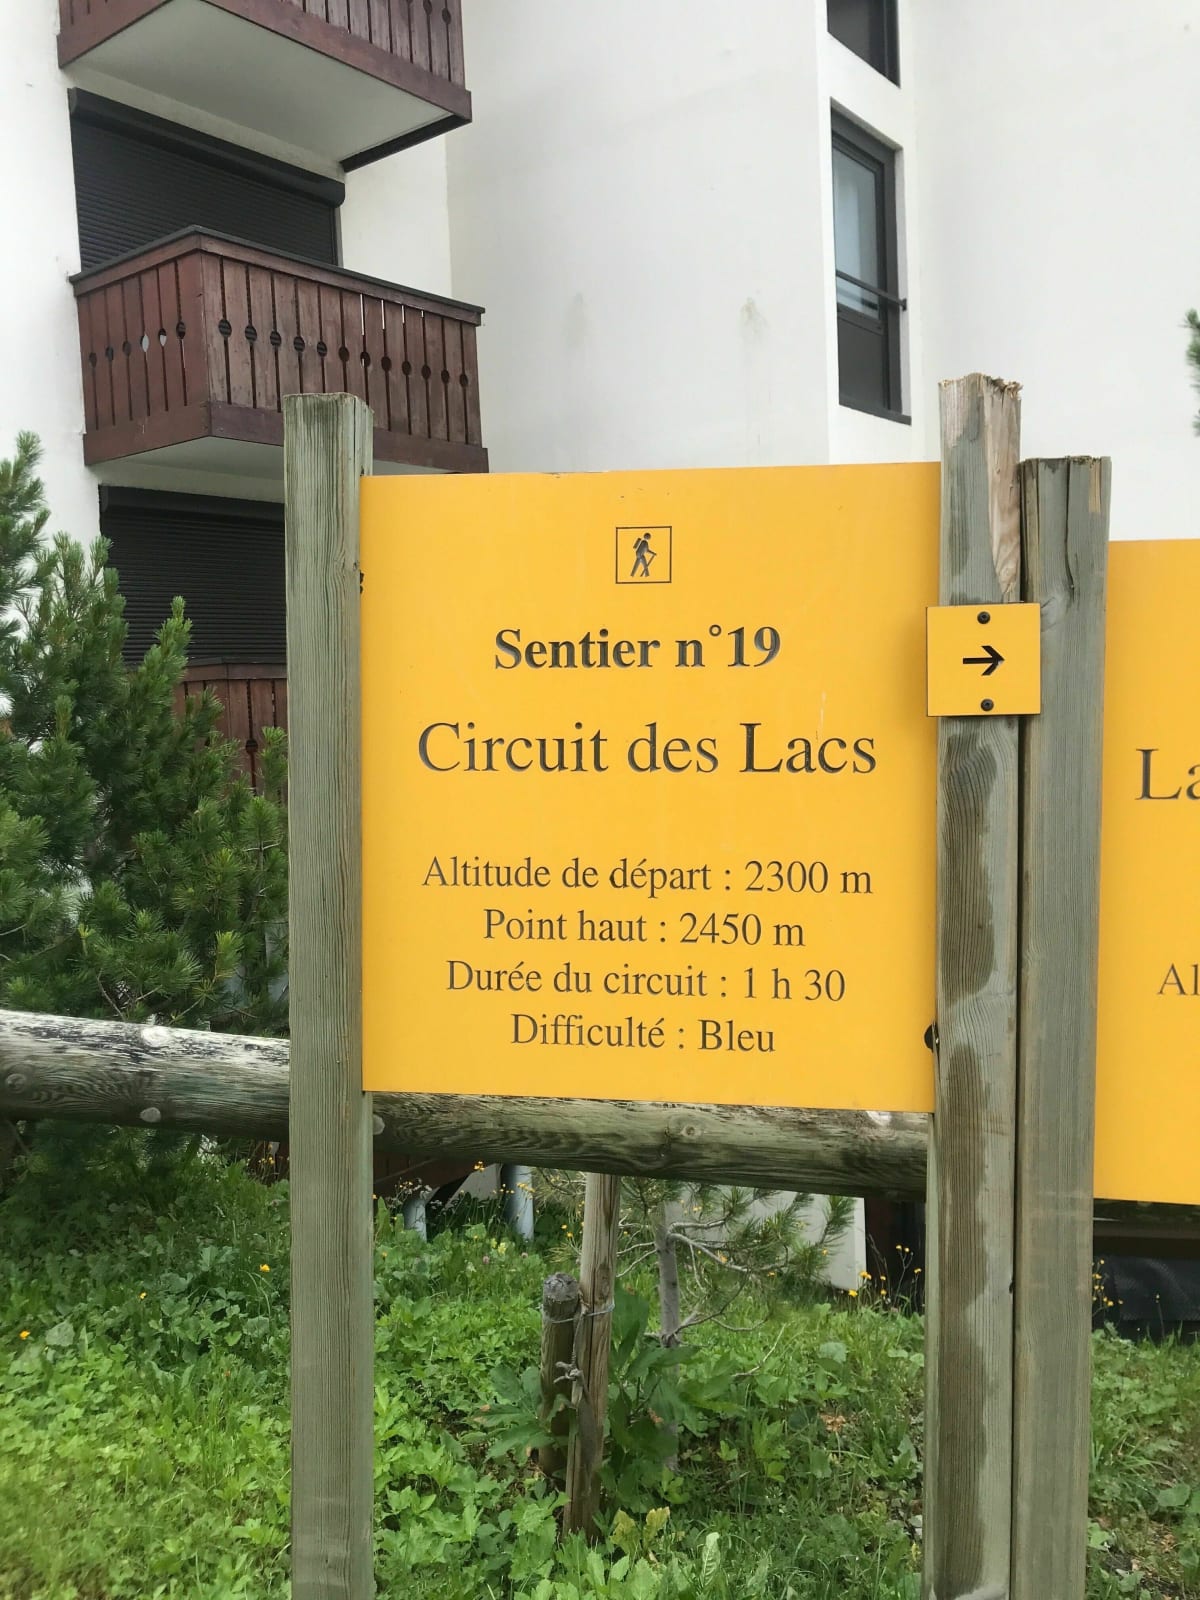 Sentier n°19
Circuit des Lacs
Altitude de départ : 2300 m
Point haut : 2450 m
Durée du circuit : 1 h 30
Difficulté : Bleu